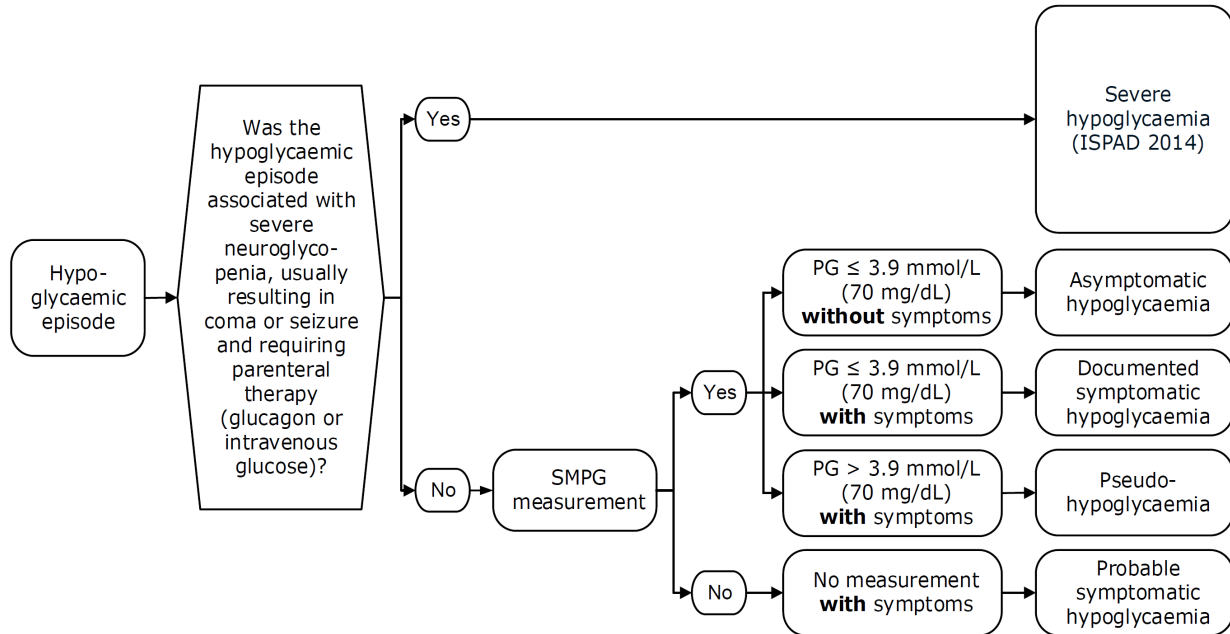 Hypo-
glycaemic
episode
Was the
hypoglycaemic
episode
associated with
severe
neuroglyco-
penia, usually
resulting in
coma or seizure
and requiring
parenteral
therapy
(glucagon or
intravenous
glucose)?
Yes
Severe
hypoglycaemia
(ISPAD 2014)
No
SMPG
measurement
Yes
PG ≤ 3.9 mmol/L
(70 mg/dL)
without symptoms
Asymptomatic
hypoglycaemia
PG ≤ 3.9 mmol/L
(70 mg/dL)
with symptoms
Documented
symptomatic
hypoglycaemia
PG > 3.9 mmol/L
(70 mg/dL)
with symptoms
Pseudo-
hypoglycaemia
No
No measurement
with symptoms
Probable
symptomatic
hypoglycaemia